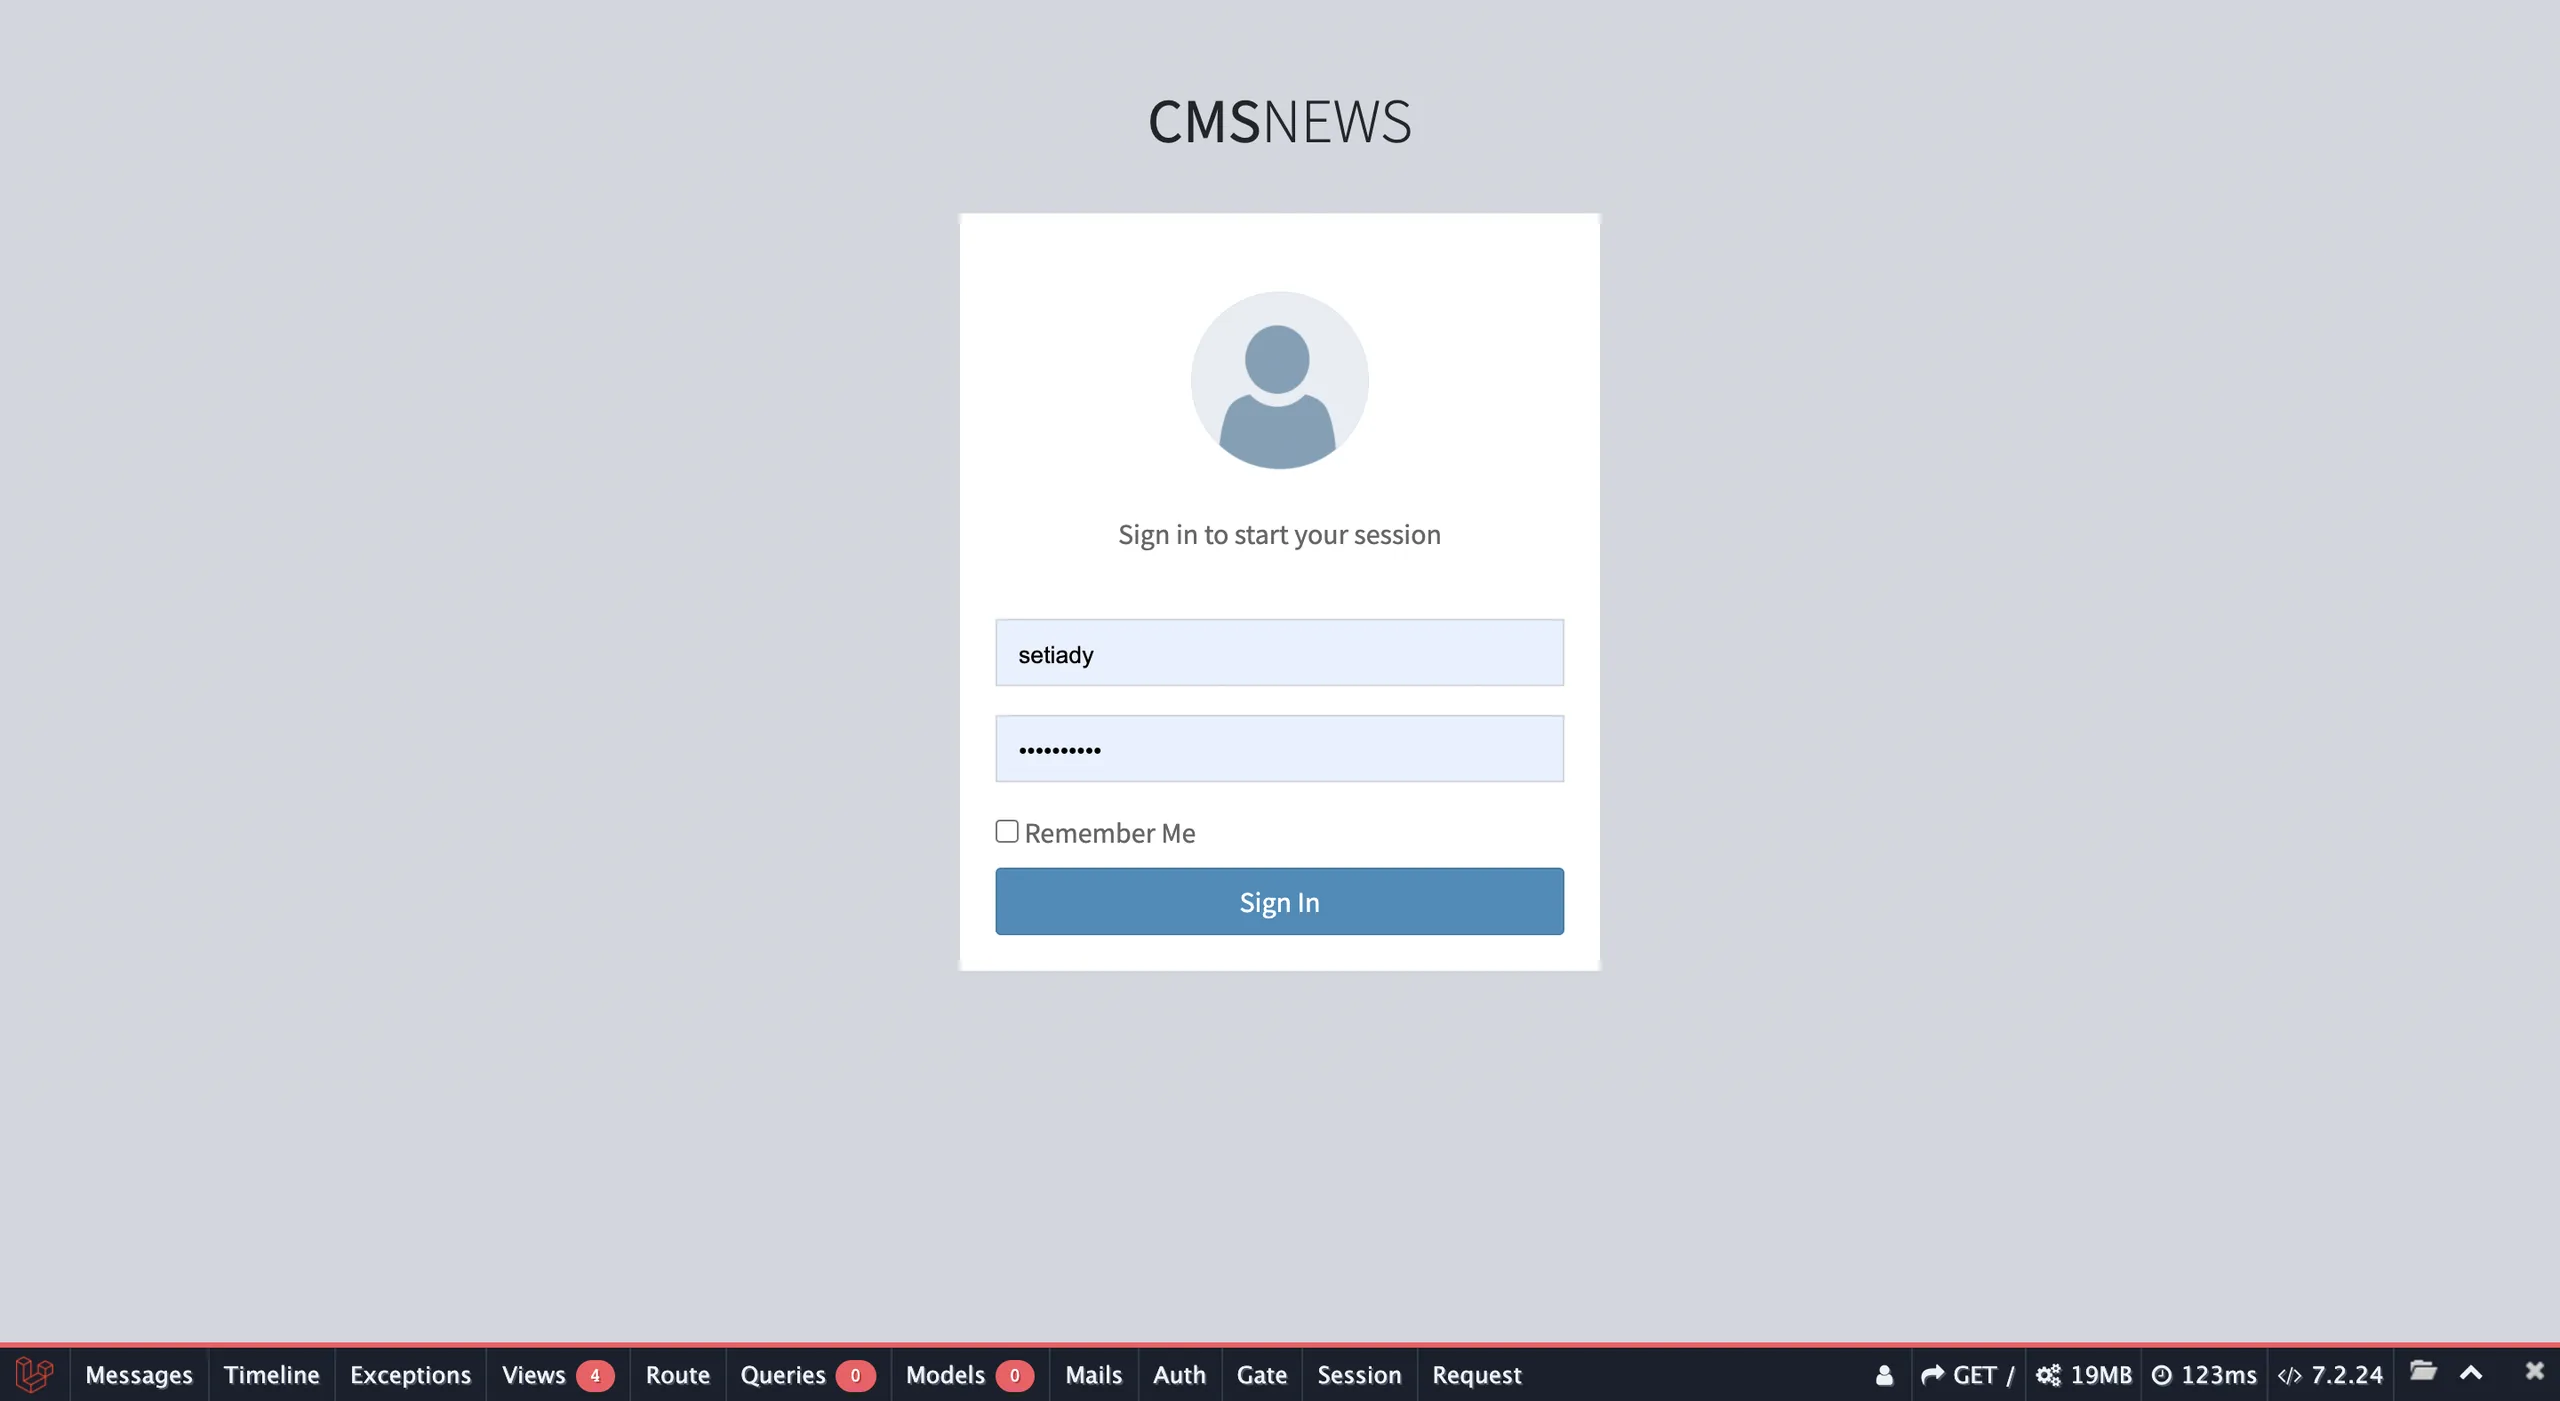 CMSNEWS
Sign in to start your session
setiady
••••••••••
Remember Me
Sign In
Messages Timeline Exceptions Views 4 Route Queries 0 Models 0 Mails Auth Gate Session Request GET / 19MB 123ms 7.2.24